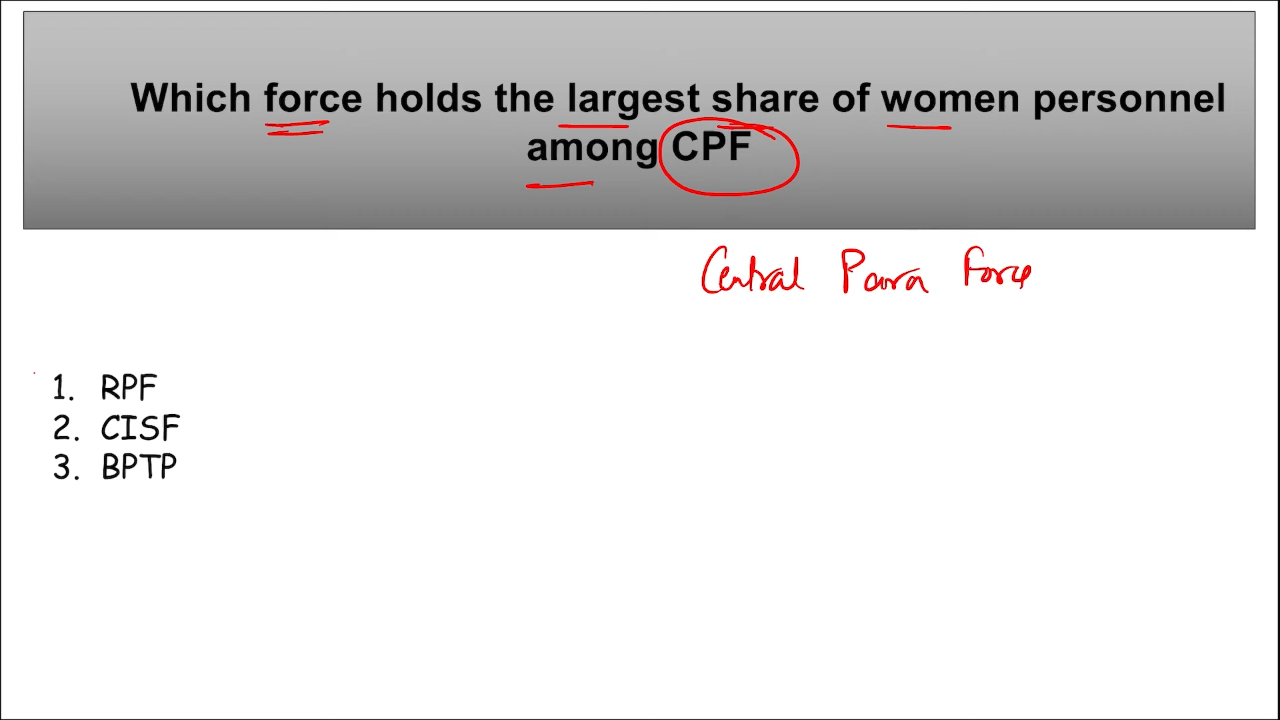 Which force holds the largest share of women personnel
among CPF
Central Para Force
1. RPF
2. CISF
3. BPTP